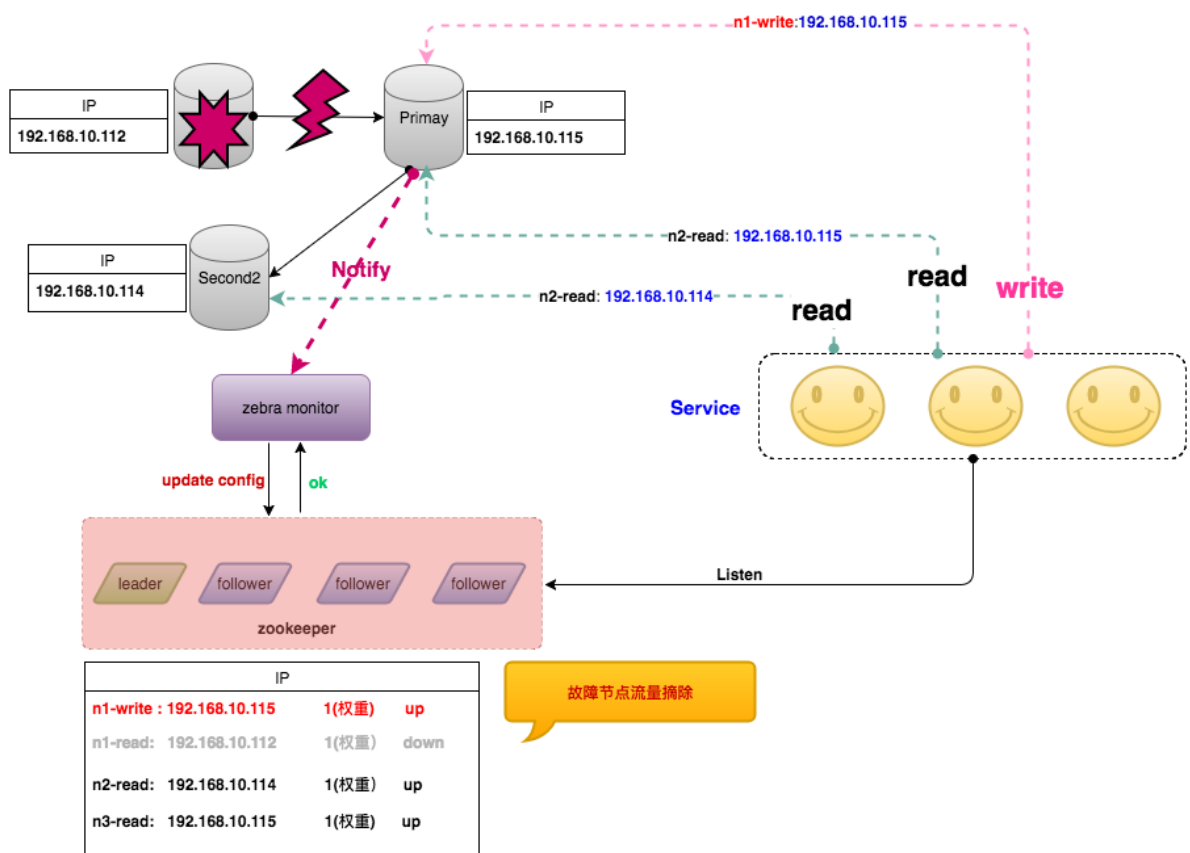 n1-write:192.168.10.115
IP
192.168.10.112
Primay
IP
192.168.10.115
n2-read: 192.168.10.115
IP
192.168.10.114
Second2
Notify
n2-read: 192.168.10.114
read
read
write
zebra monitor
Service
update config
ok
leader
follower
follower
follower
zookeeper
Listen
IP
n1-write : 192.168.10.115 1(权重) up
n1-read: 192.168.10.112 1(权重) down
n2-read: 192.168.10.114 1(权重) up
n3-read: 192.168.10.115 1(权重) up
故障节点流量摘除